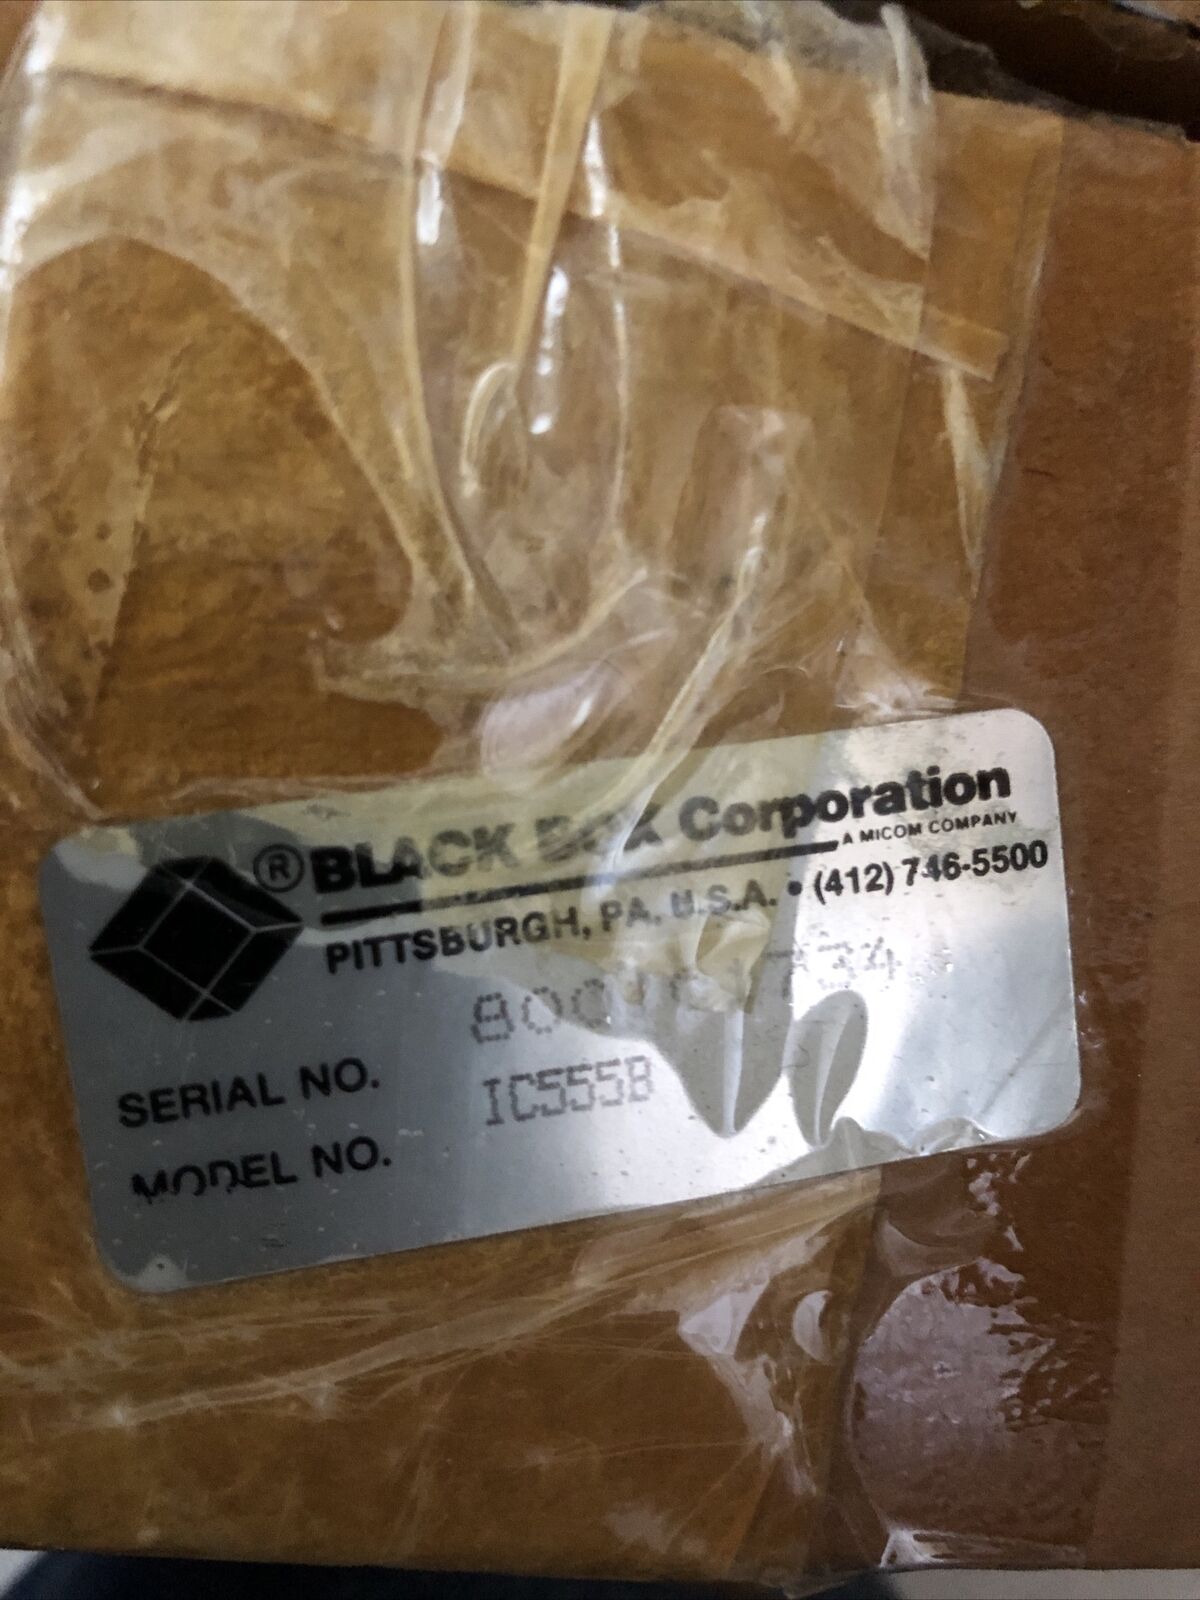 ® BLACK BOX Corporation
A MICOM COMPANY
PITTSBURGH, PA. U.S.A. • (412) 746-5500
SERIAL NO.
IC555B
MODEL NO.